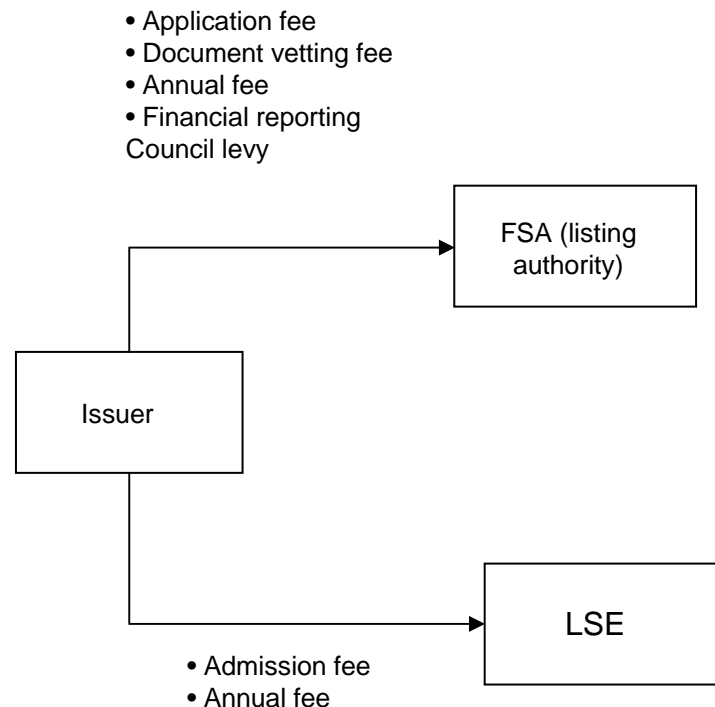 • Application fee
• Document vetting fee
• Annual fee
• Financial reporting
Council levy
FSA (listing
authority)
Issuer
LSE
• Admission fee
• Annual fee